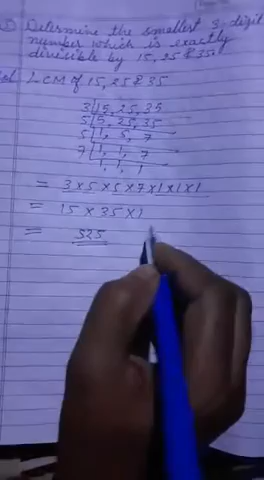 Determine the smallest 3 digit
number which is exactly
divisible by 15, 25 & 35.
Sol LCM of 15, 25 & 35
3 | 15, 25, 35
5 | 5, 25, 35
5 | 1, 5, 7
7 | 1, 1, 7
1, 1, 1
= 3×5×5×7×1×1×1
= 15 × 35 × 1
= 525